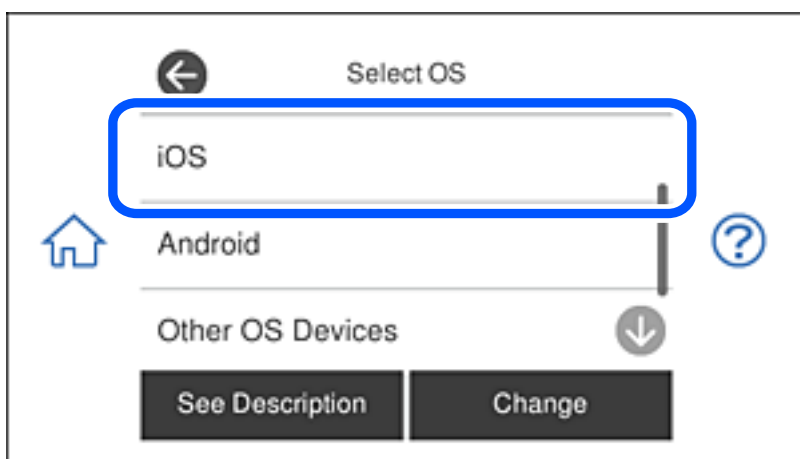 Select OS
iOS
Android
Other OS Devices
See Description
Change